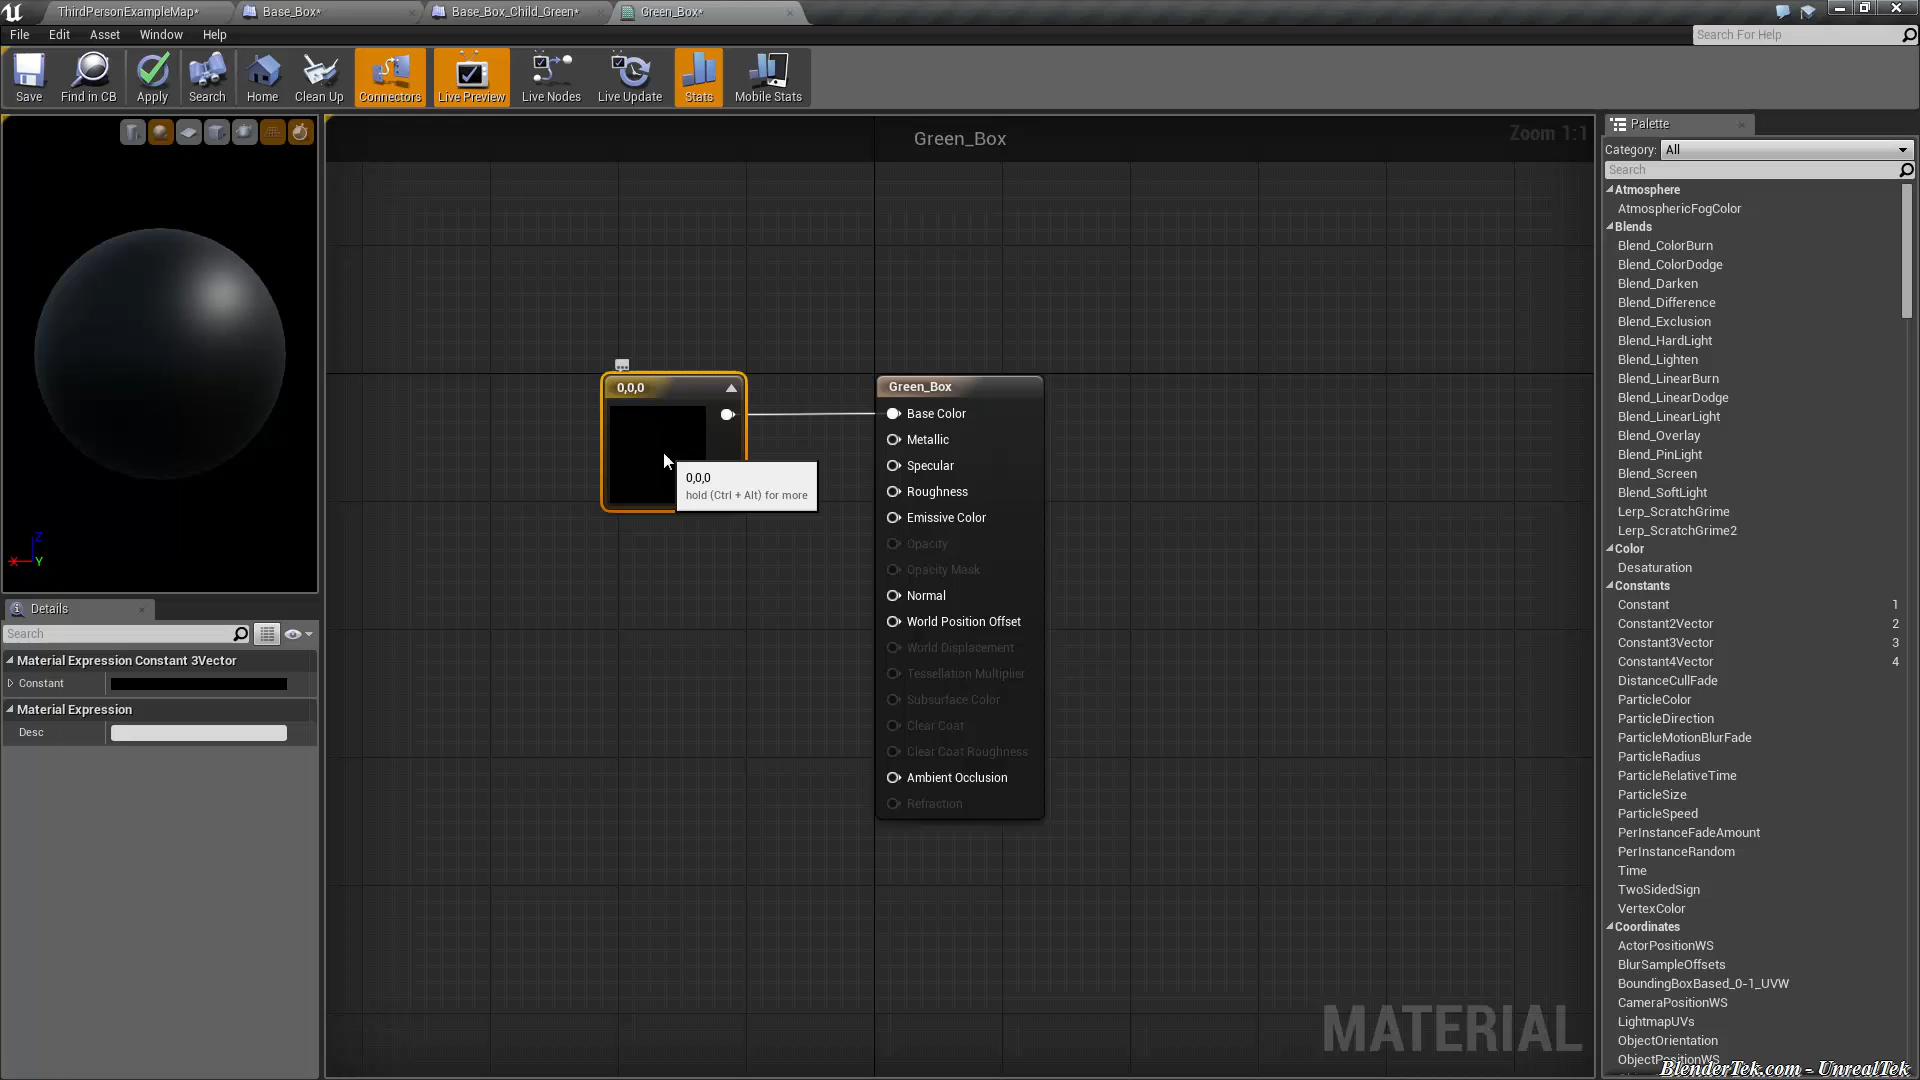 ThirdPersonExampleMap*
Base_Box*
Base_Box_Child_Green*
Green_Box*
File Edit Asset Window Help
Search For Help
Save
Find in CB
Apply
Search
Home
Clean Up
Connectors
Live Preview
Live Nodes
Live Update
Stats
Mobile Stats
Green_Box
Zoom 1:1
Z
X
Y
Details
Search
Material Expression Constant 3Vector
Constant
Material Expression
Desc
0,0,0
0,0,0
hold (Ctrl + Alt) for more
Green_Box
Base Color
Metallic
Specular
Roughness
Emissive Color
Opacity
Opacity Mask
Normal
World Position Offset
World Displacement
Tessellation Multiplier
Subsurface Color
Clear Coat
Clear Coat Roughness
Ambient Occlusion
Refraction
MATERIAL
Palette
Category: All
Search
Atmosphere
AtmosphericFogColor
Blends
Blend_ColorBurn
Blend_ColorDodge
Blend_Darken
Blend_Difference
Blend_Exclusion
Blend_HardLight
Blend_Lighten
Blend_LinearBurn
Blend_LinearDodge
Blend_LinearLight
Blend_Overlay
Blend_PinLight
Blend_Screen
Blend_SoftLight
Lerp_ScratchGrime
Lerp_ScratchGrime2
Color
Desaturation
Constants
Constant 1
Constant2Vector 2
Constant3Vector 3
Constant4Vector 4
DistanceCullFade
ParticleColor
ParticleDirection
ParticleMotionBlurFade
ParticleRadius
ParticleRelativeTime
ParticleSize
ParticleSpeed
PerInstanceFadeAmount
PerInstanceRandom
Time
TwoSidedSign
VertexColor
Coordinates
ActorPositionWS
BlurSampleOffsets
BoundingBoxBased_0-1_UVW
CameraPositionWS
LightmapUVs
ObjectOrientation
ObjectPositionWS
BlenderTek.com - UnrealTek